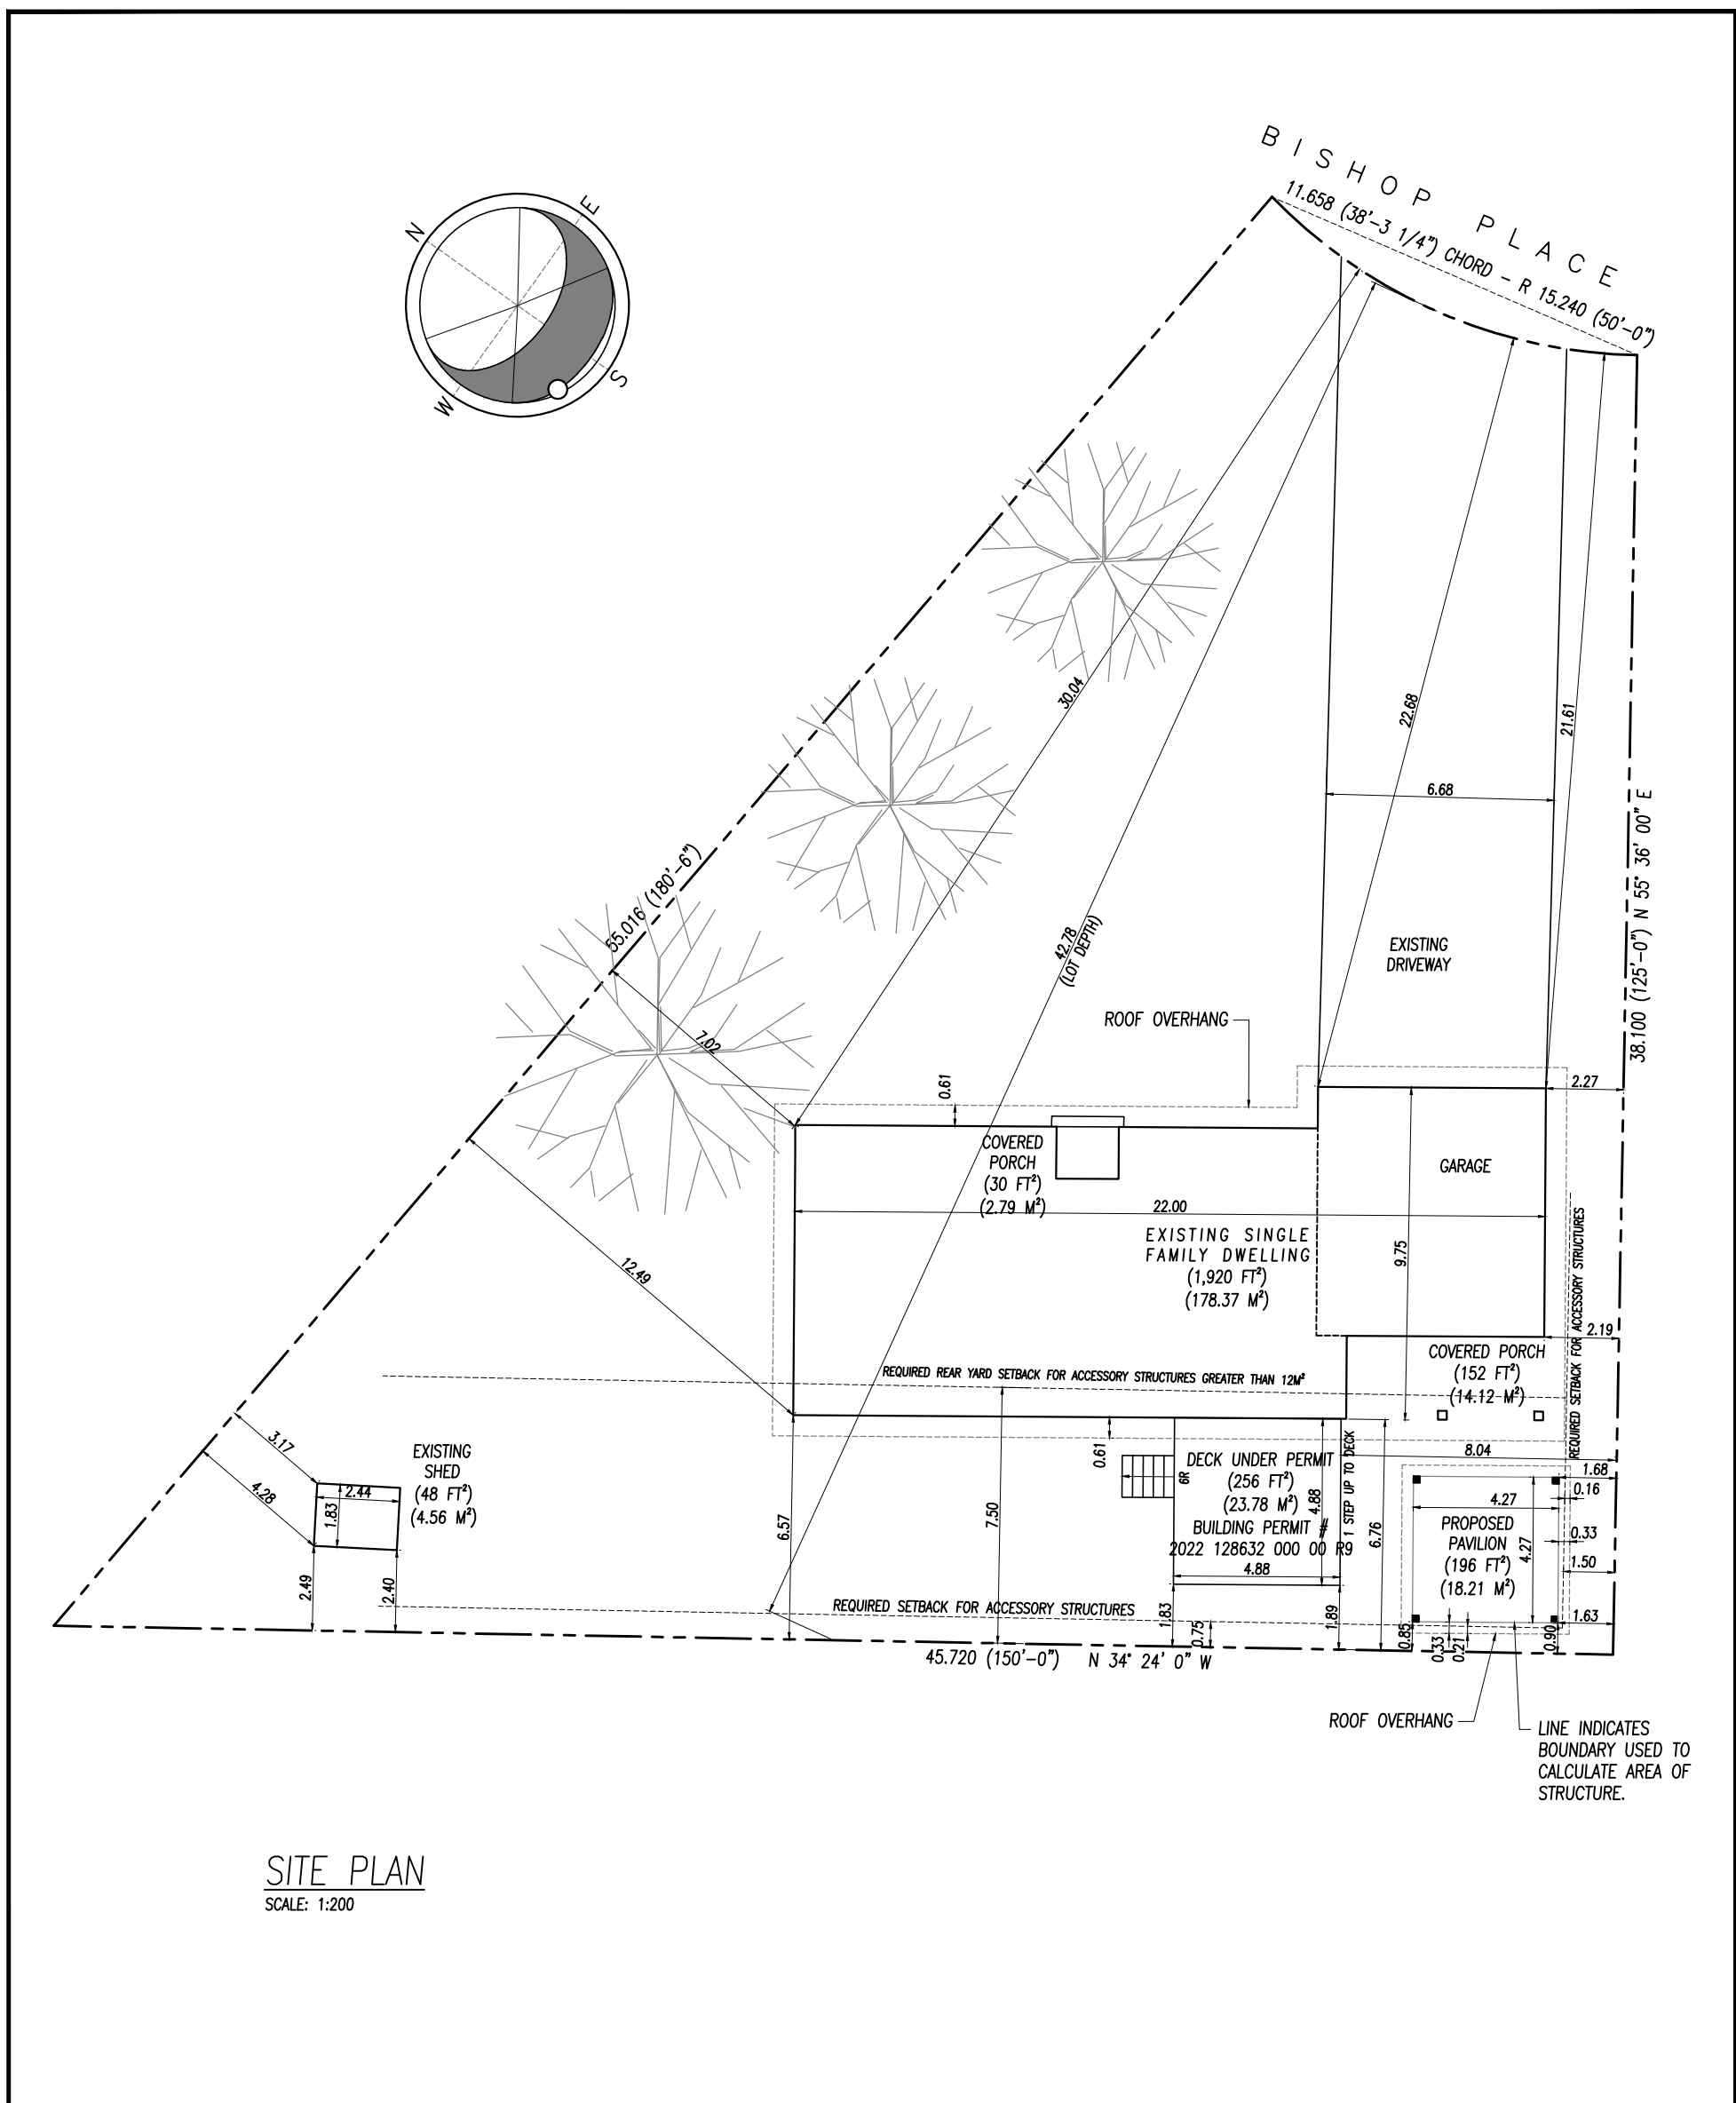 BISHOP PLACE
11.658 (38'-3 1/4") CHORD - R 15.240 (50'-0")
N
E
S
W
30.04
22.68
21.61
6.68
55.016 (180'-6")
38.100 (125'-0") N 55° 36' 00" E
42.78
(LOT DEPTH)
EXISTING
DRIVEWAY
ROOF OVERHANG
7.02
0.61
2.27
COVERED
PORCH
(30 FT²)
(2.79 M²)
GARAGE
22.00
9.75
EXISTING SINGLE
FAMILY DWELLING
(1,920 FT²)
(178.37 M²)
12.49
REQUIRED SETBACK FOR ACCESSORY STRUCTURES
2.19
COVERED PORCH
(152 FT²)
(14.12 M²)
REQUIRED REAR YARD SETBACK FOR ACCESSORY STRUCTURES GREATER THAN 12M²
3.17
4.28
EXISTING
SHED
(48 FT²)
(4.56 M²)
2.44
1.83
2.49
2.40
6.57
7.50
0.61
6R
DECK UNDER PERMIT
(256 FT²)
(23.78 M²)
BUILDING PERMIT #
2022 128632 000 00 R9
4.88
4.88
1 STEP UP TO DECK
6.76
8.04
1.68
0.16
4.27
PROPOSED
PAVILION
(196 FT²)
(18.21 M²)
4.27
0.33
1.50
1.63
REQUIRED SETBACK FOR ACCESSORY STRUCTURES
1.83
0.75
1.89
0.85
0.33
0.21
0.90
45.720 (150'-0") N 34° 24' 0" W
ROOF OVERHANG
LINE INDICATES
BOUNDARY USED TO
CALCULATE AREA OF
STRUCTURE.
SITE PLAN
SCALE: 1:200